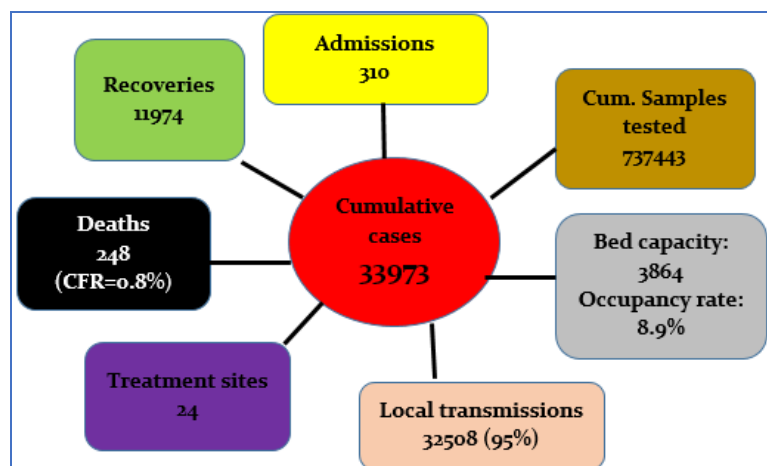 Admissions
310
Recoveries
11974
Cum. Samples
tested
737443
Cumulative
cases
33973
Deaths
248
(CFR=0.8%)
Bed capacity:
3864
Occupancy rate:
8.9%
Treatment sites
24
Local transmissions
32508 (95%)